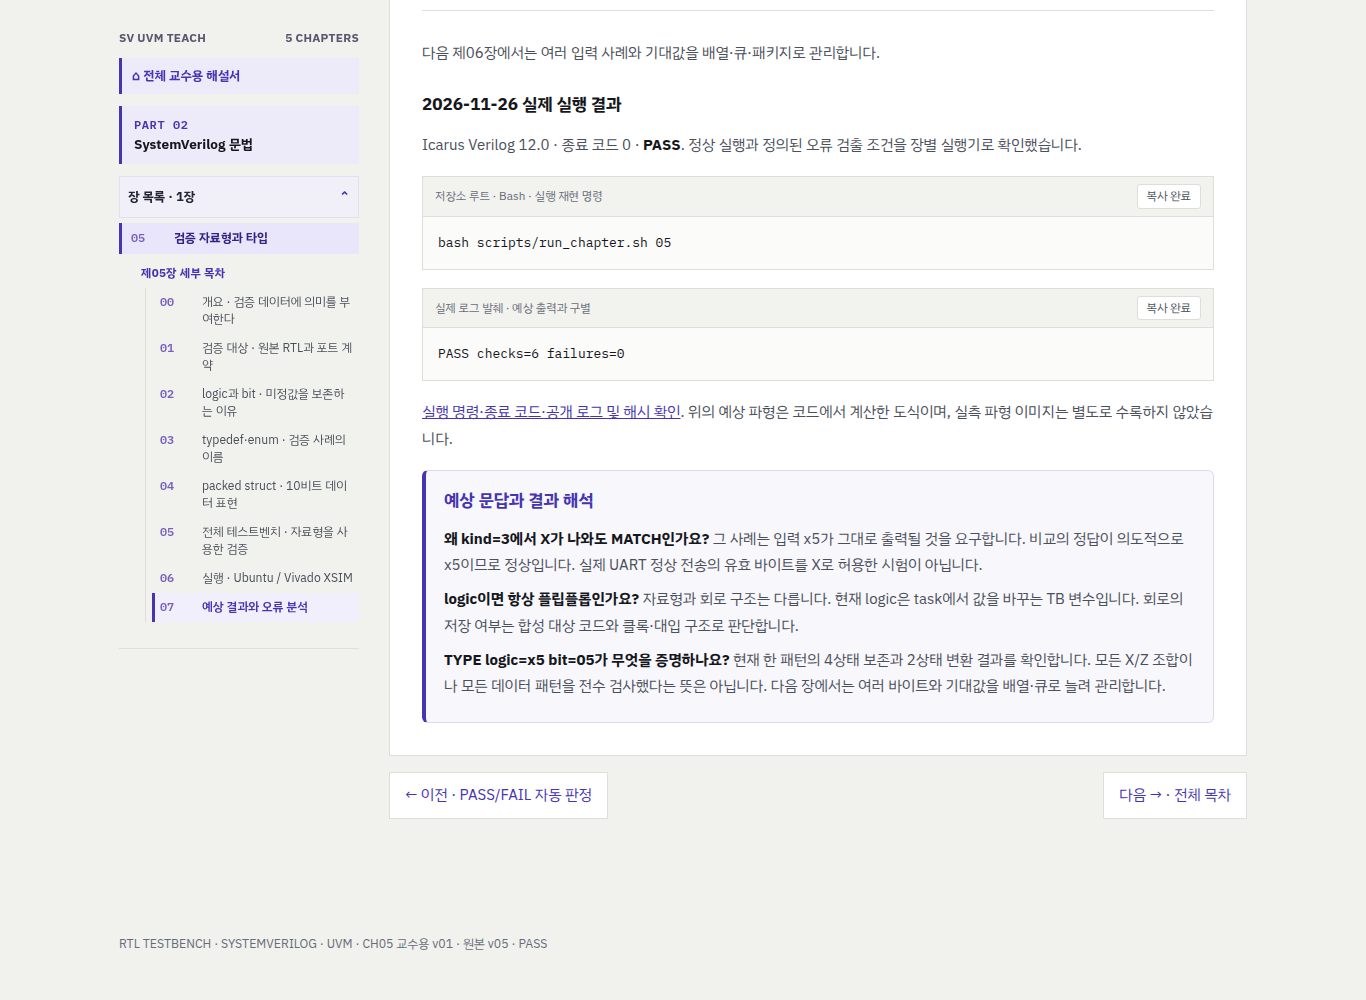 SV UVM TEACH
5 CHAPTERS
⌂ 전체 교수용 해설서
PART 02
SystemVerilog 문법
장 목록 · 1장
05 검증 자료형과 타입
제05장 세부 목차
00 개요 · 검증 데이터에 의미를 부
여한다
01 검증 대상 · 원본 RTL과 포트 계
약
02 logic과 bit · 미정값을 보존하
는 이유
03 typedef·enum · 검증 사례의
이름
04 packed struct · 10비트 데이
터 표현
05 전체 테스트벤치 · 자료형을 사
용한 검증
06 실행 · Ubuntu / Vivado XSIM
07 예상 결과와 오류 분석
다음 제06장에서는 여러 입력 사례와 기대값을 배열·큐·패키지로 관리합니다.
2026-11-26 실제 실행 결과
Icarus Verilog 12.0 · 종료 코드 0 · PASS. 정상 실행과 정의된 오류 검출 조건을 장별 실행기로 확인했습니다.
저장소 루트 · Bash · 실행 재현 명령
복사 완료
bash scripts/run_chapter.sh 05
실제 로그 발췌 · 예상 출력과 구별
복사 완료
PASS checks=6 failures=0
실행 명령·종료 코드·공개 로그 및 해시 확인. 위의 예상 파형은 코드에서 계산한 도식이며, 실측 파형 이미지는 별도로 수록하지 않았습
니다.
예상 문답과 결과 해석
왜 kind=3에서 X가 나와도 MATCH인가요? 그 사례는 입력 x5가 그대로 출력될 것을 요구합니다. 비교의 정답이 의도적으로
x5이므로 정상입니다. 실제 UART 정상 전송의 유효 바이트를 X로 허용한 시험이 아닙니다.
logic이면 항상 플립플롭인가요? 자료형과 회로 구조는 다릅니다. 현재 logic은 task에서 값을 바꾸는 TB 변수입니다. 회로의
저장 여부는 합성 대상 코드와 클록·대입 구조로 판단합니다.
TYPE logic=x5 bit=05가 무엇을 증명하나요? 현재 한 패턴의 4상태 보존과 2상태 변환 결과를 확인합니다. 모든 X/Z 조합이
나 모든 데이터 패턴을 전수 검사했다는 뜻은 아닙니다. 다음 장에서는 여러 바이트와 기대값을 배열·큐로 늘려 관리합니다.
← 이전 · PASS/FAIL 자동 판정
다음 → · 전체 목차
RTL TESTBENCH · SYSTEMVERILOG · UVM · CH05 교수용 v01 · 원본 v05 · PASS